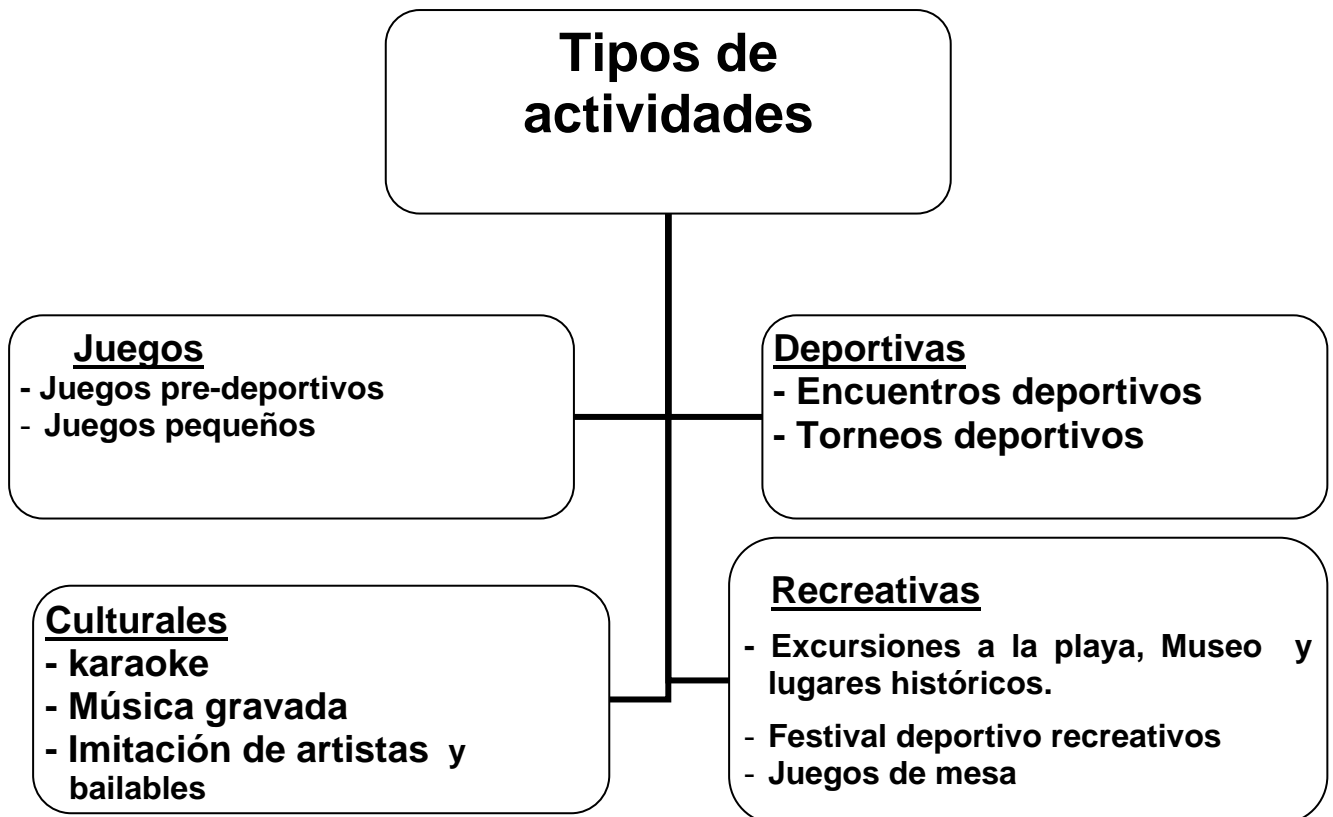 Tipos de
actividades
Juegos
- Juegos pre-deportivos
- Juegos pequeños
Deportivas
- Encuentros deportivos
- Torneos deportivos
Culturales
- karaoke
- Música gravada
- Imitación de artistas y
bailables
Recreativas
- Excursiones a la playa, Museo y
lugares históricos.
- Festival deportivo recreativos
- Juegos de mesa